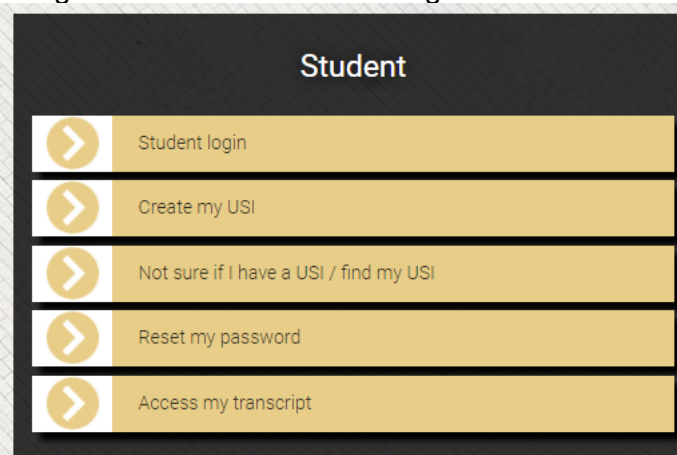 Student
Student login
Create my USI
Not sure if I have a USI / find my USI
Reset my password
Access my transcript